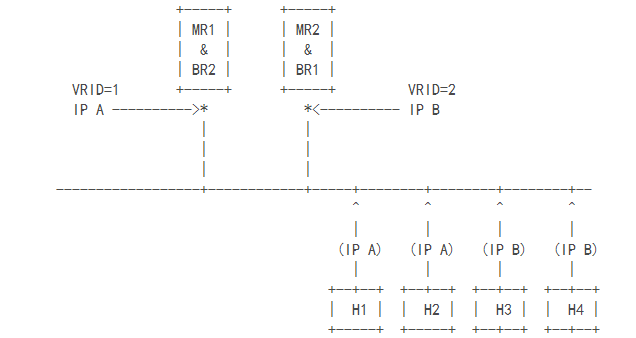 MR1 MR2
& &
BR2 BR1
VRID=1 VRID=2
IP A IP B
(IP A) (IP A) (IP B) (IP B)
H1 H2 H3 H4